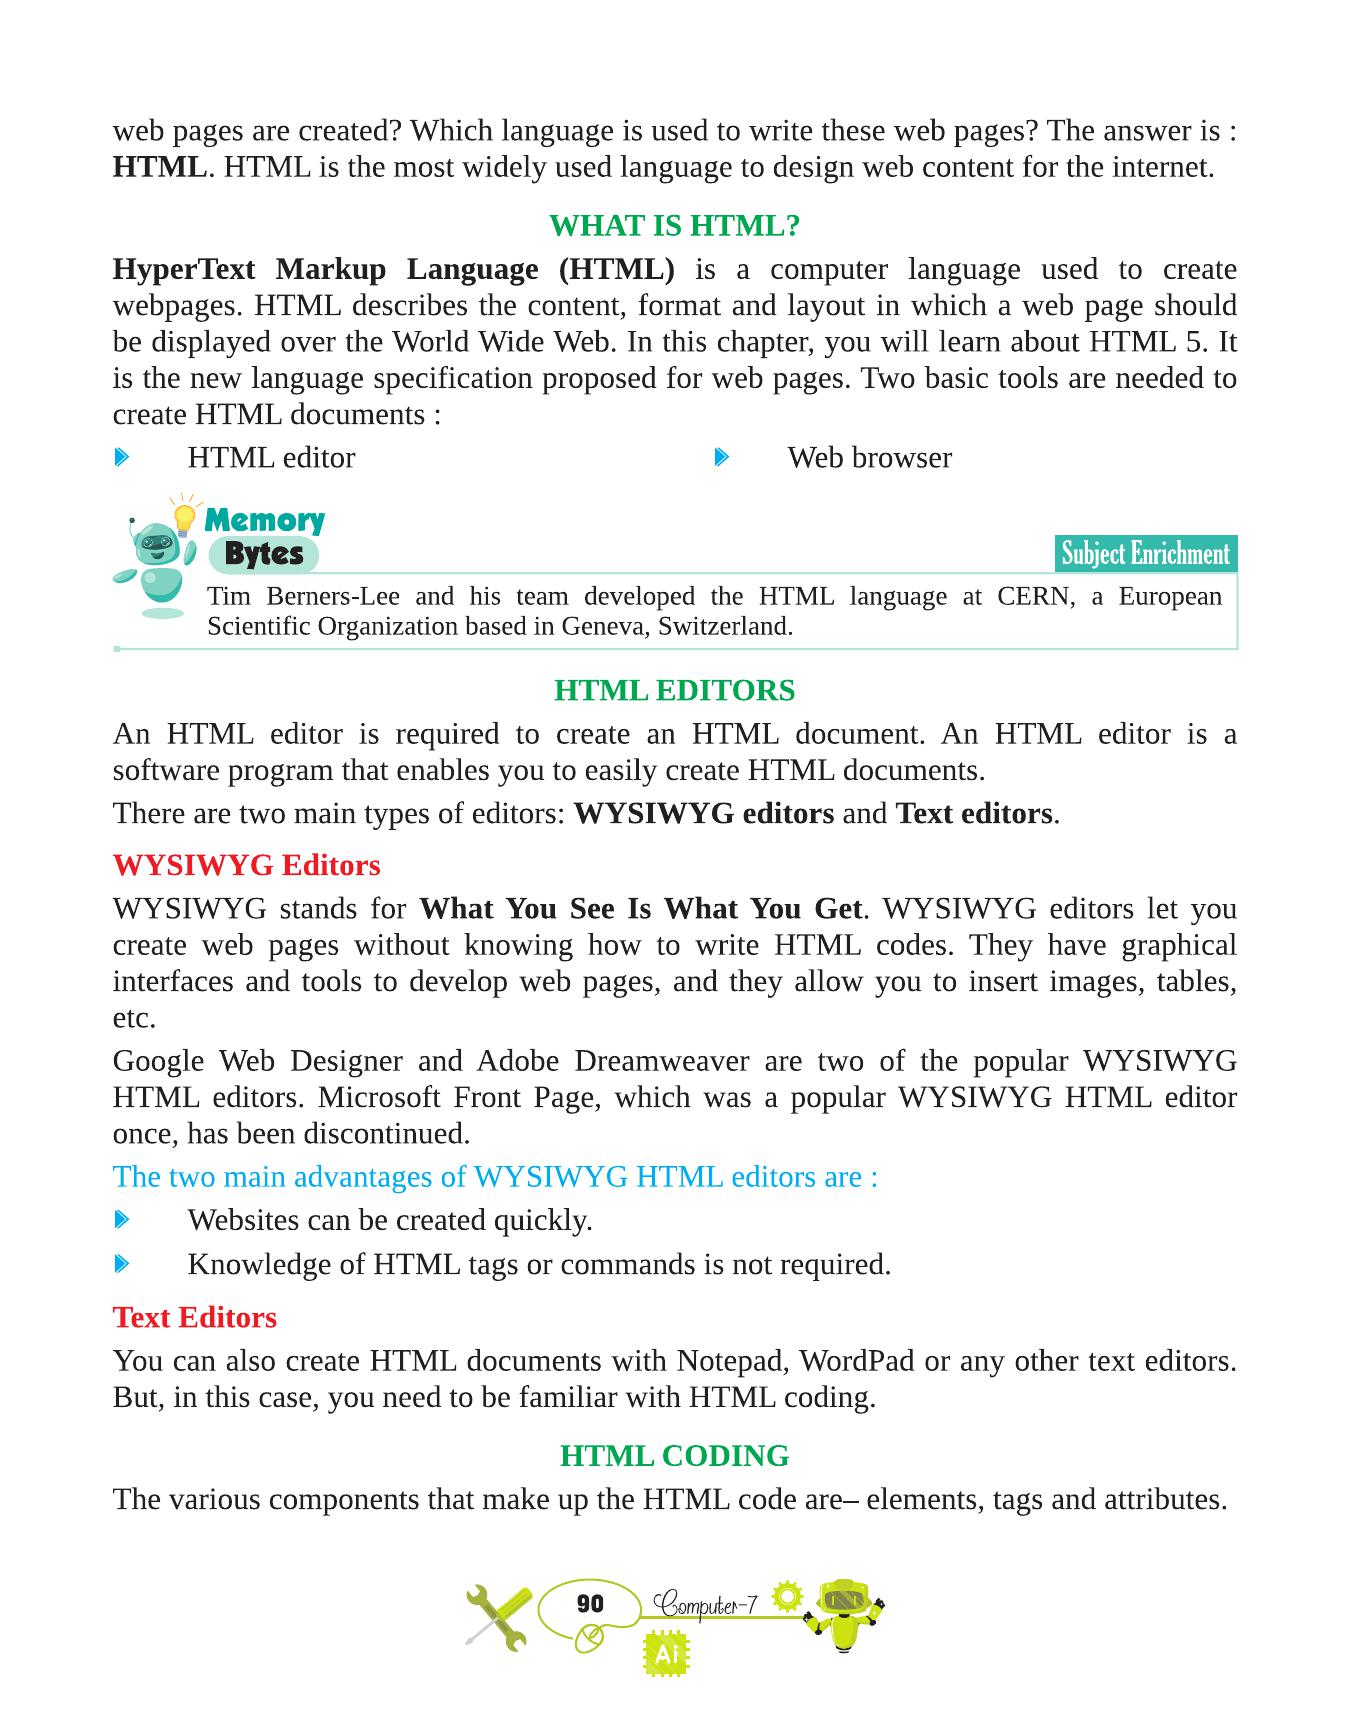 web pages are created? Which language is used to write these web pages? The answer is :
HTML. HTML is the most widely used language to design web content for the internet.
WHAT IS HTML?
HyperText Markup Language (HTML) is a computer language used to create
webpages. HTML describes the content, format and layout in which a web page should
be displayed over the World Wide Web. In this chapter, you will learn about HTML 5. It
is the new language specification proposed for web pages. Two basic tools are needed to
create HTML documents :
HTML editor Web browser
Memory
Bytes
Subject Enrichment
Tim Berners-Lee and his team developed the HTML language at CERN, a European
Scientific Organization based in Geneva, Switzerland.
HTML EDITORS
An HTML editor is required to create an HTML document. An HTML editor is a
software program that enables you to easily create HTML documents.
There are two main types of editors: WYSIWYG editors and Text editors.
WYSIWYG Editors
WYSIWYG stands for What You See Is What You Get. WYSIWYG editors let you
create web pages without knowing how to write HTML codes. They have graphical
interfaces and tools to develop web pages, and they allow you to insert images, tables,
etc.
Google Web Designer and Adobe Dreamweaver are two of the popular WYSIWYG
HTML editors. Microsoft Front Page, which was a popular WYSIWYG HTML editor
once, has been discontinued.
The two main advantages of WYSIWYG HTML editors are :
Websites can be created quickly.
Knowledge of HTML tags or commands is not required.
Text Editors
You can also create HTML documents with Notepad, WordPad or any other text editors.
But, in this case, you need to be familiar with HTML coding.
HTML CODING
The various components that make up the HTML code are– elements, tags and attributes.
90 Computer-7
Ai